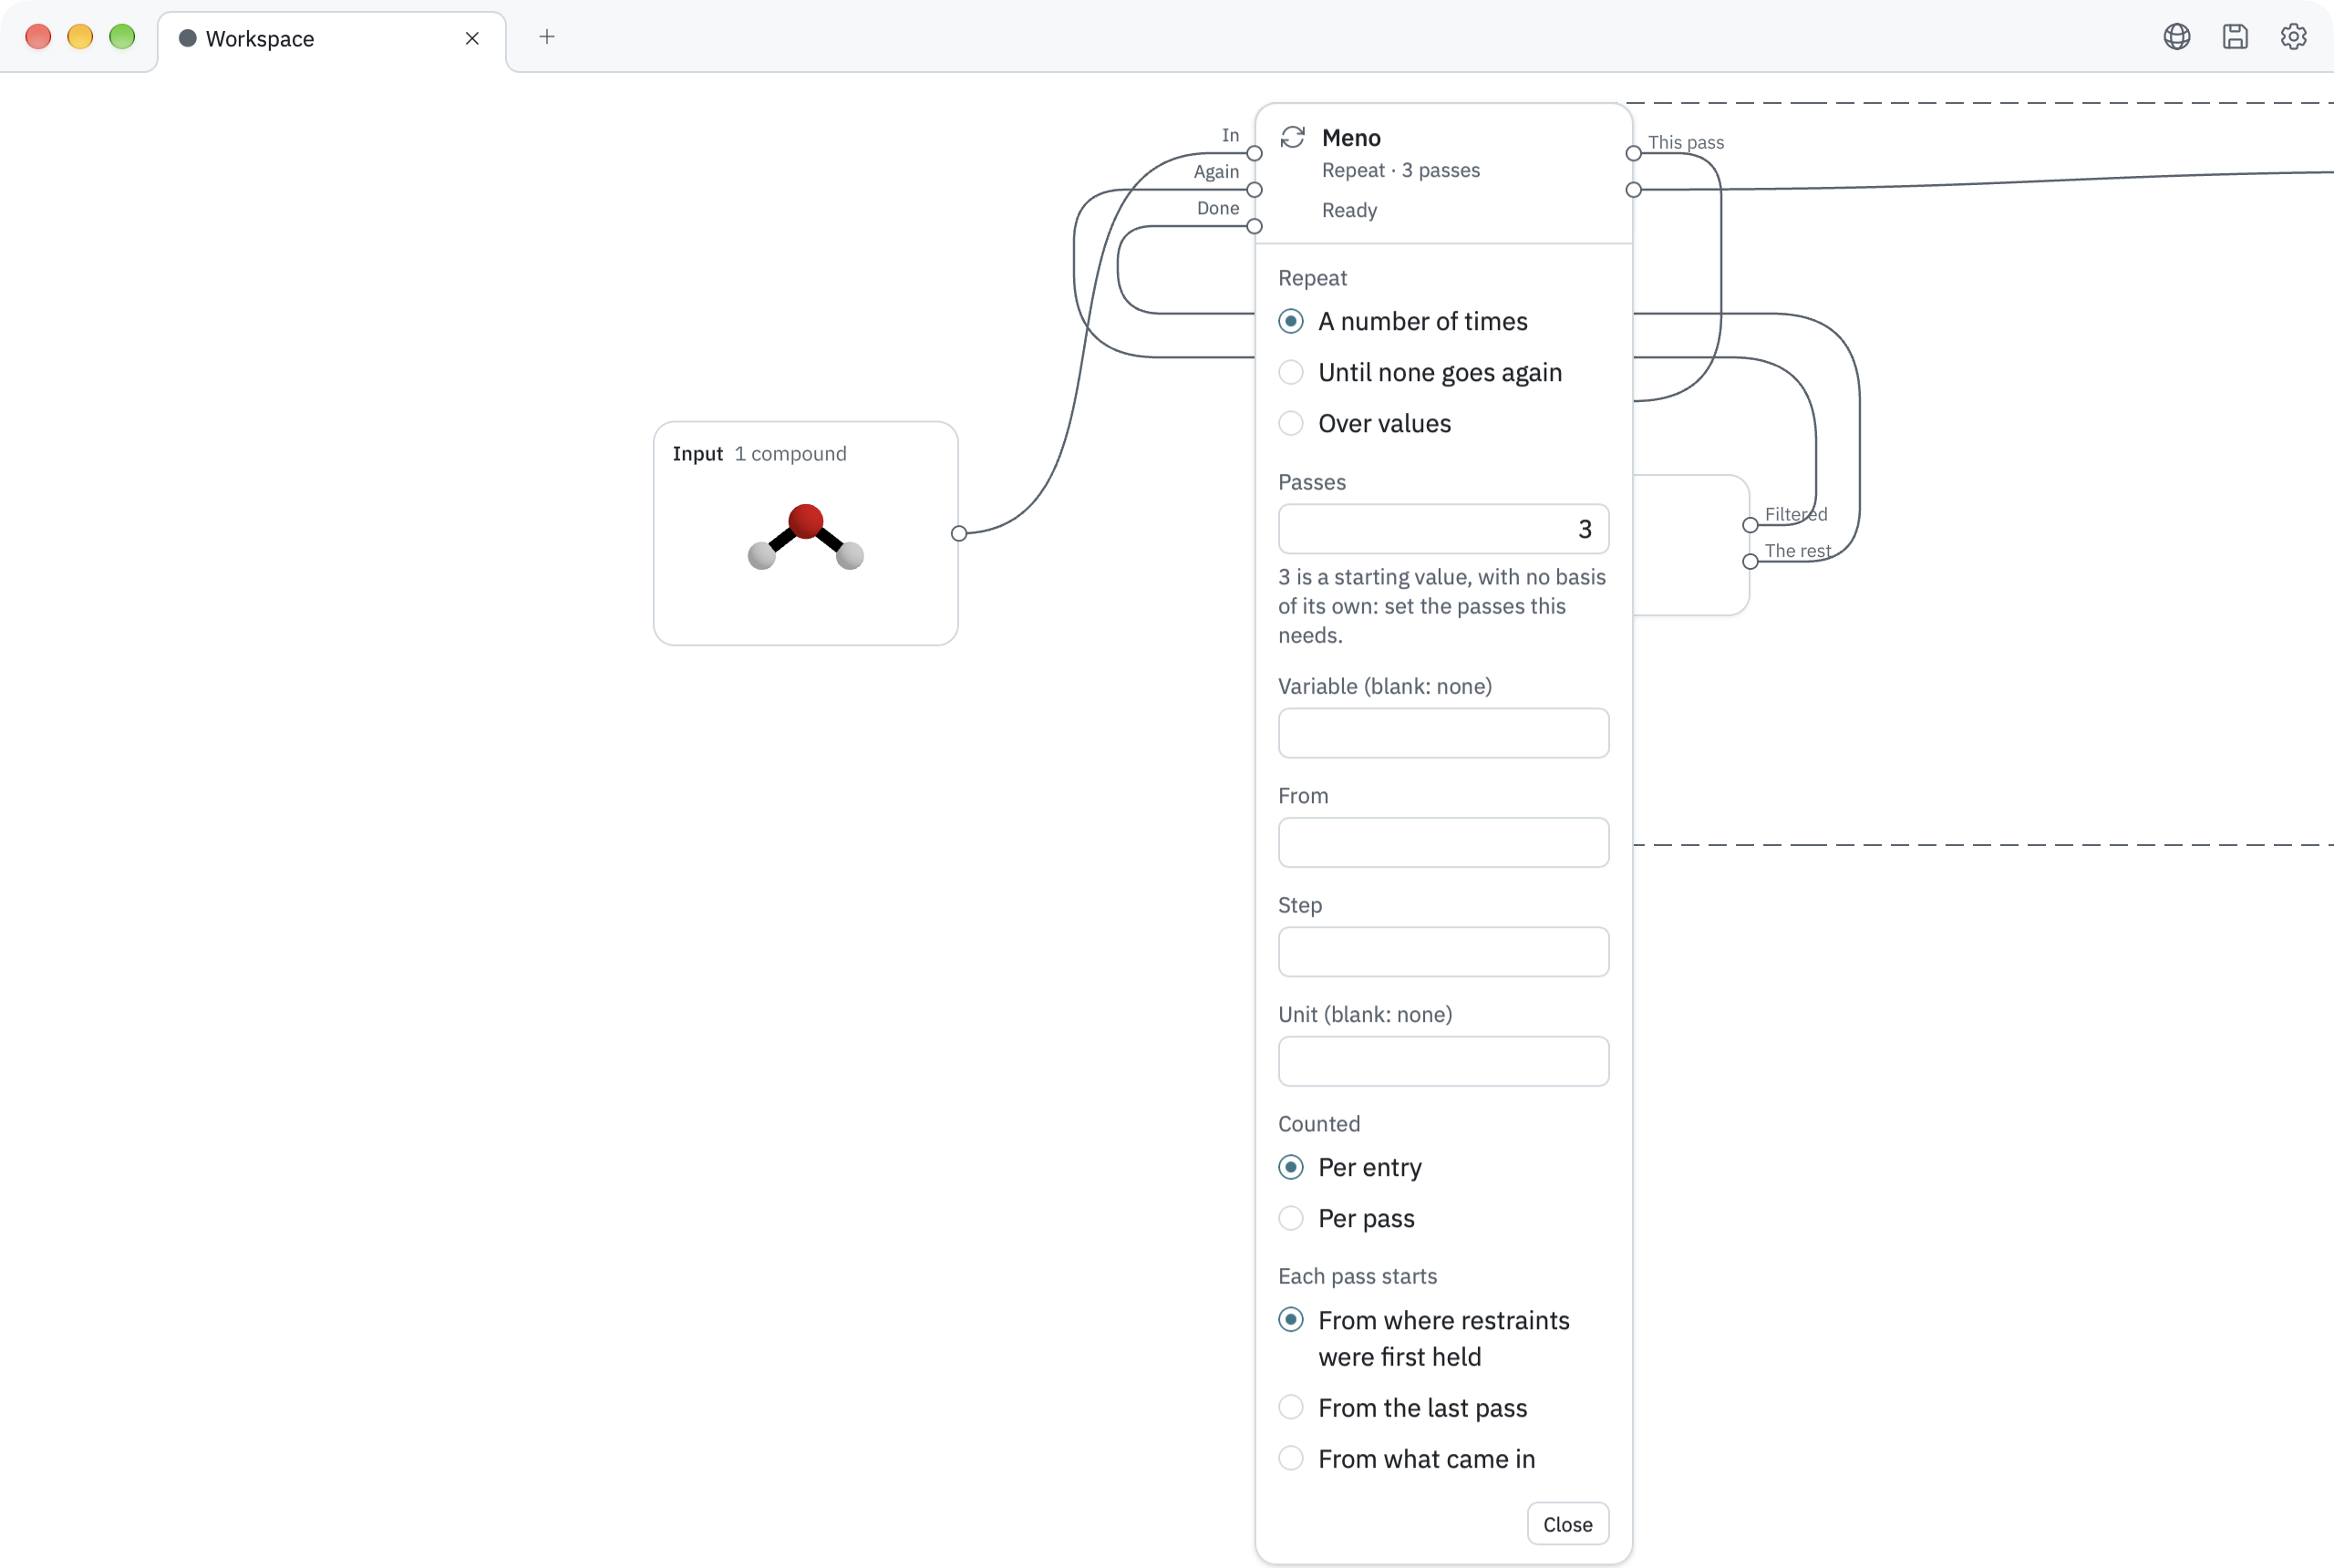 Workspace
In
Again
Done
Meno
Repeat · 3 passes
Ready
This pass
Repeat
A number of times
Until none goes again
Over values
Input 1 compound
Passes
3
3 is a starting value, with no basis
of its own: set the passes this
needs.
Filtered
The rest
Variable (blank: none)
From
Step
Unit (blank: none)
Counted
Per entry
Per pass
Each pass starts
From where restraints
were first held
From the last pass
From what came in
Close